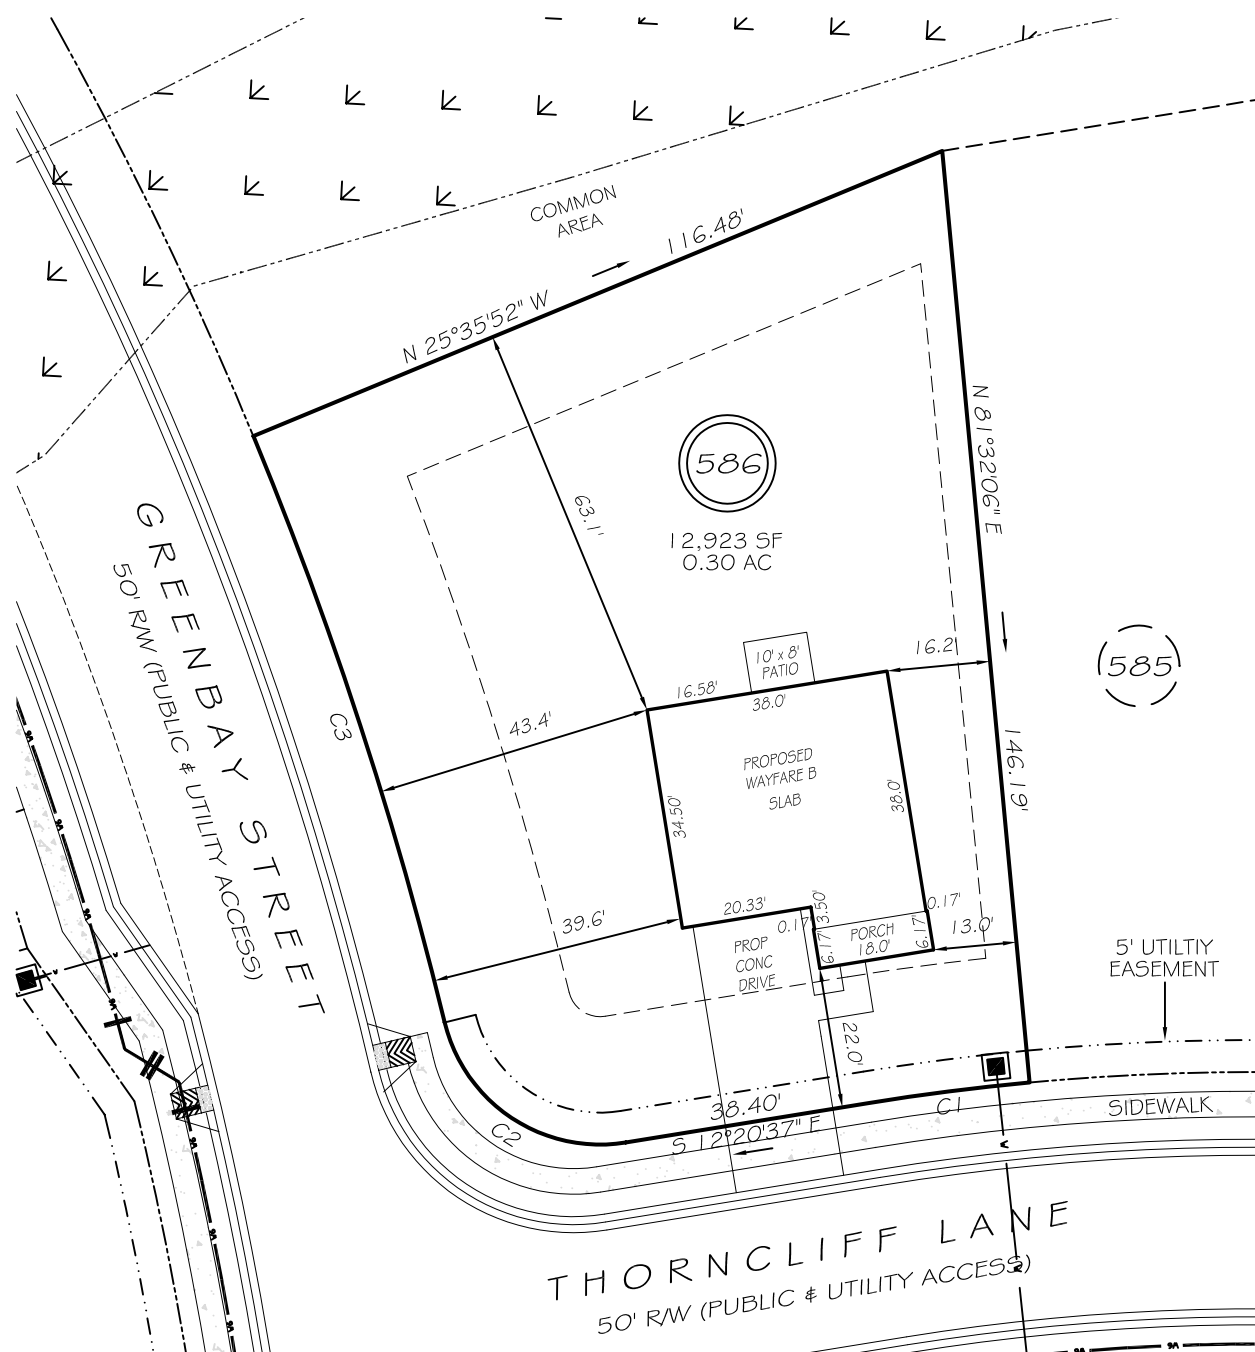 COMMON
AREA
116.48'
N 25°35'52" W
N 81°32'06" E
586
12,923 SF
0.30 AC
63.1'
GREENBAY STREET
50' R/W (PUBLIC & UTILITY ACCESS)
C3
10' x 8'
PATIO
16.2'
585
16.58'
38.0'
43.4'
PROPOSED
WAYFARE B
SLAB
34.50'
38.0'
146.19'
20.33'
3.50'
0.17'
0.17'
39.6'
PORCH
18.0'
6.17'
6.17'
13.0'
PROP
CONC
DRIVE
5' UTILTIY
EASEMENT
22.0'
38.40'
S 12°20'37" E
C1
C2
SIDEWALK
THORNCLIFF LANE
50' R/W (PUBLIC & UTILITY ACCESS)